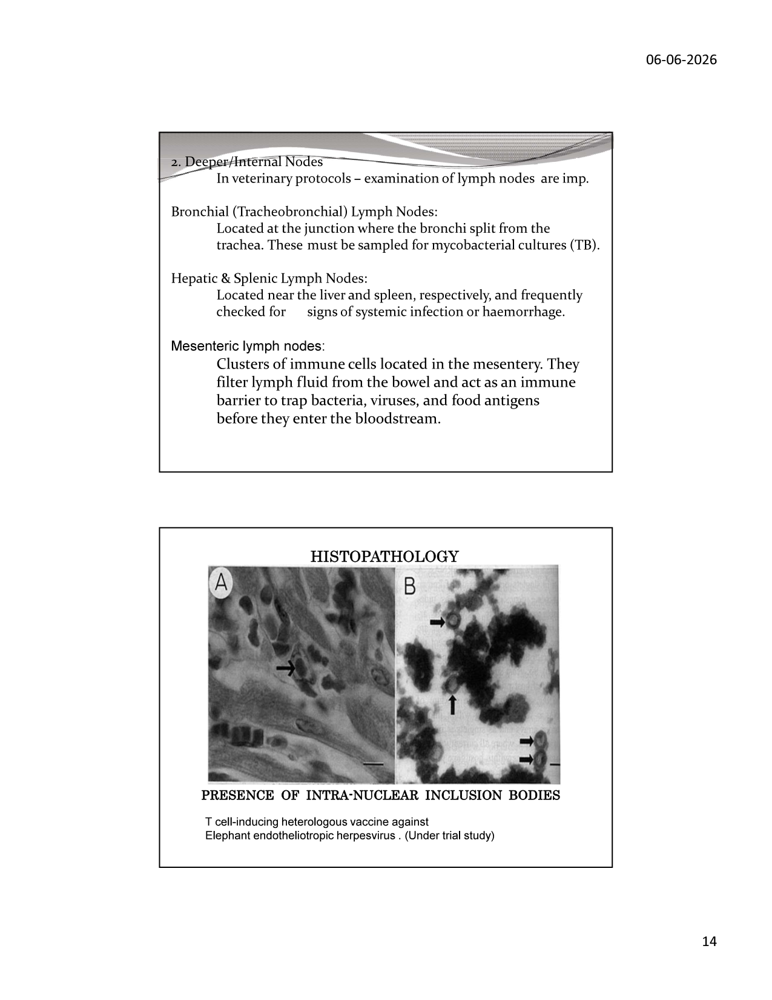 06-06-2026
2. Deeper/Internal Nodes
In veterinary protocols – examination of lymph nodes are imp.
Bronchial (Tracheobronchial) Lymph Nodes:
Located at the junction where the bronchi split from the
trachea. These must be sampled for mycobacterial cultures (TB).
Hepatic & Splenic Lymph Nodes:
Located near the liver and spleen, respectively, and frequently
checked for signs of systemic infection or haemorrhage.
Mesenteric lymph nodes:
Clusters of immune cells located in the mesentery. They
filter lymph fluid from the bowel and act as an immune
barrier to trap bacteria, viruses, and food antigens
before they enter the bloodstream.
HISTOPATHOLOGY
A
B
PRESENCE OF INTRA-NUCLEAR INCLUSION BODIES
T cell-inducing heterologous vaccine against
Elephant endotheliotropic herpesvirus . (Under trial study)
14